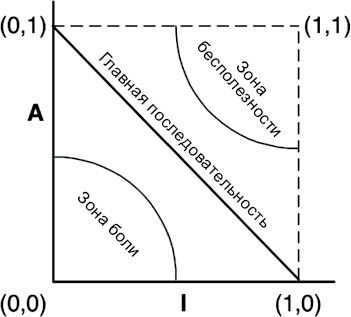 (0,1)
(1,1)
Зона
бесполезности
Главная последовательность
A
Зона боли
(0,0)
I
(1,0)